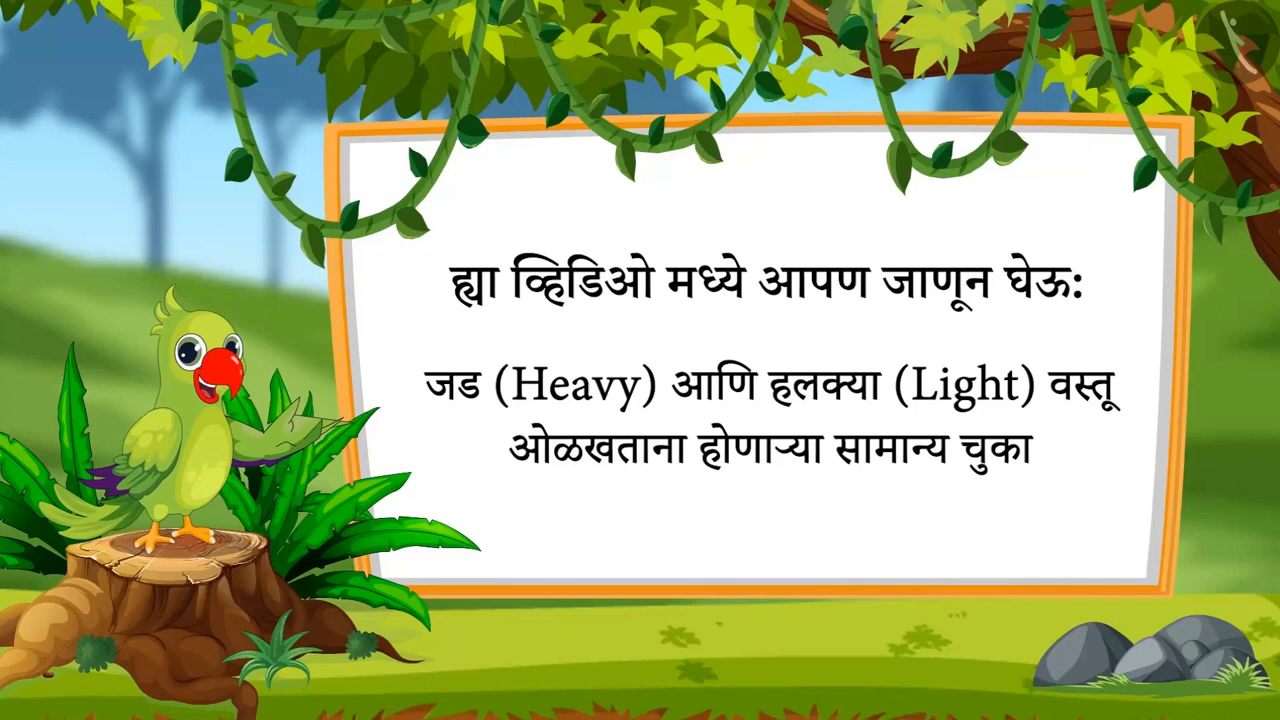 ह्या व्हिडिओ मध्ये आपण जाणून घेऊ:
जड (Heavy) आणि हलक्या (Light) वस्तू
ओळखताना होणाऱ्या सामान्य चुका